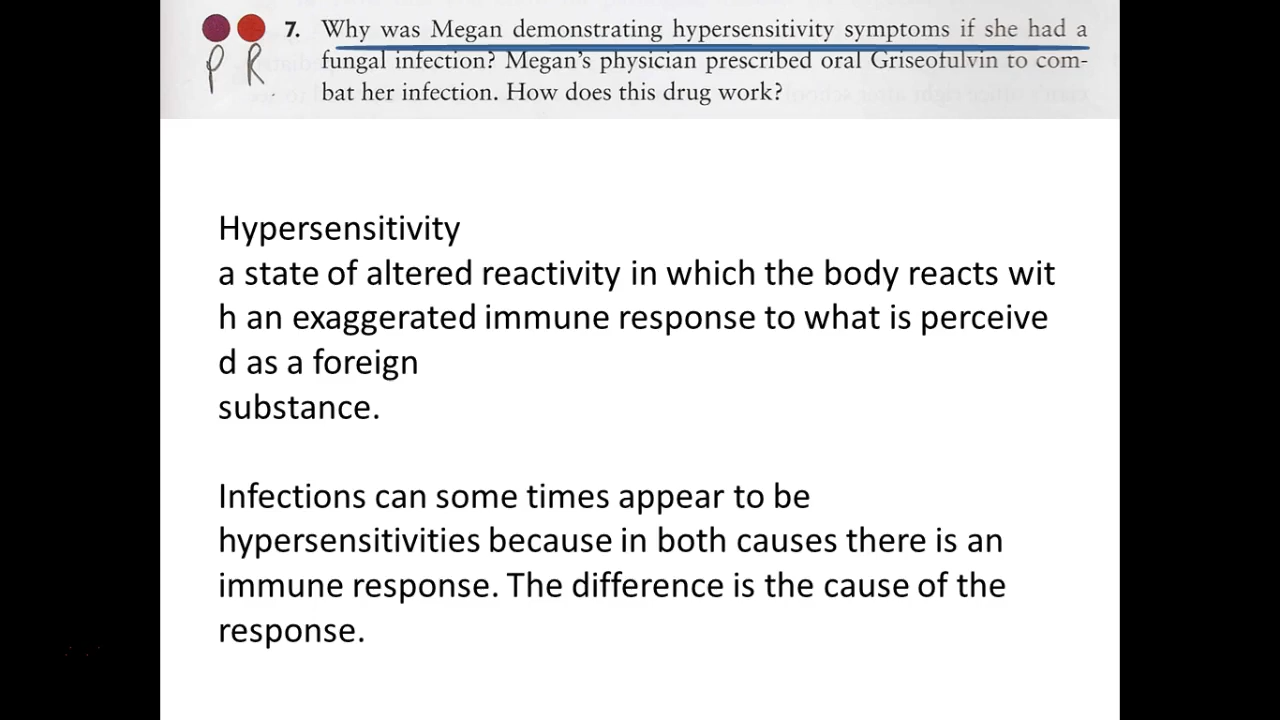 7. Why was Megan demonstrating hypersensitivity symptoms if she had a
fungal infection? Megan's physician prescribed oral Griseofulvin to com-
bat her infection. How does this drug work?
P R
Hypersensitivity
a state of altered reactivity in which the body reacts wit
h an exaggerated immune response to what is perceive
d as a foreign
substance.
Infections can some times appear to be
hypersensitivities because in both causes there is an
immune response. The difference is the cause of the
response.